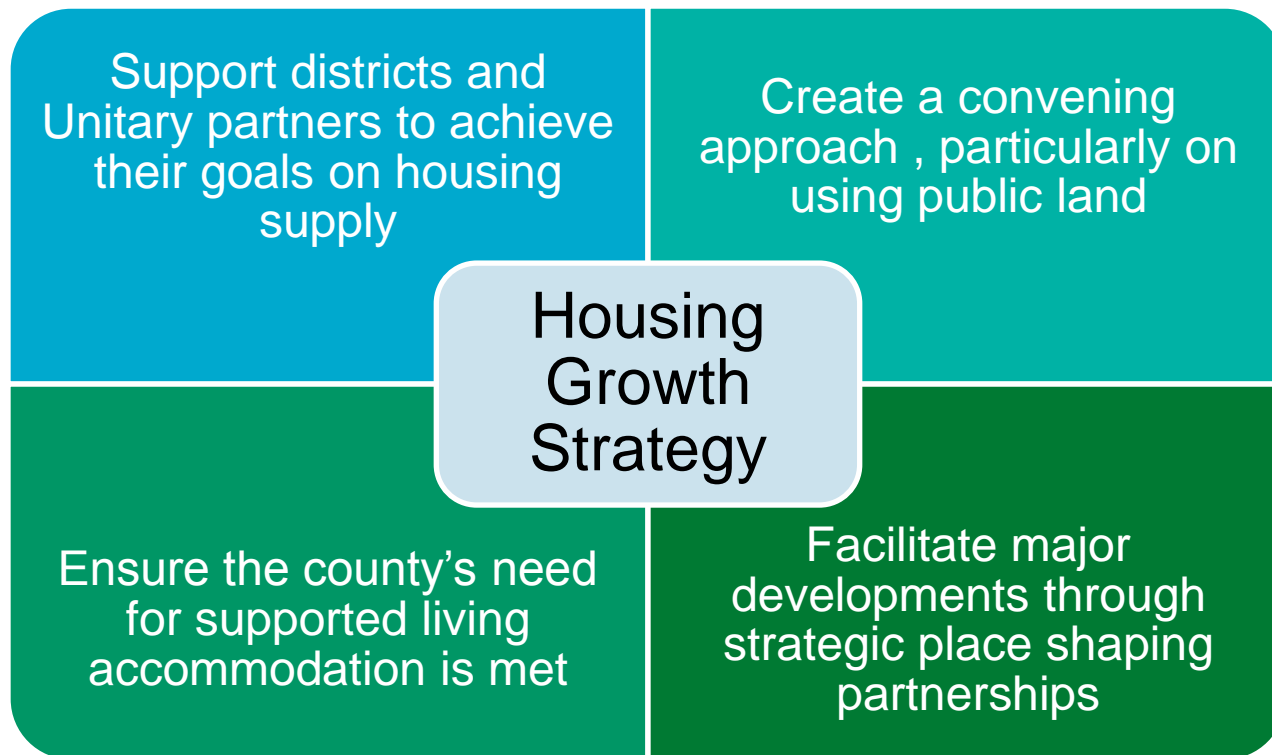 Support districts and
Unitary partners to achieve
their goals on housing
supply
Create a convening
approach , particularly on
using public land
Housing
Growth
Strategy
Ensure the county’s need
for supported living
accommodation is met
Facilitate major
developments through
strategic place shaping
partnerships